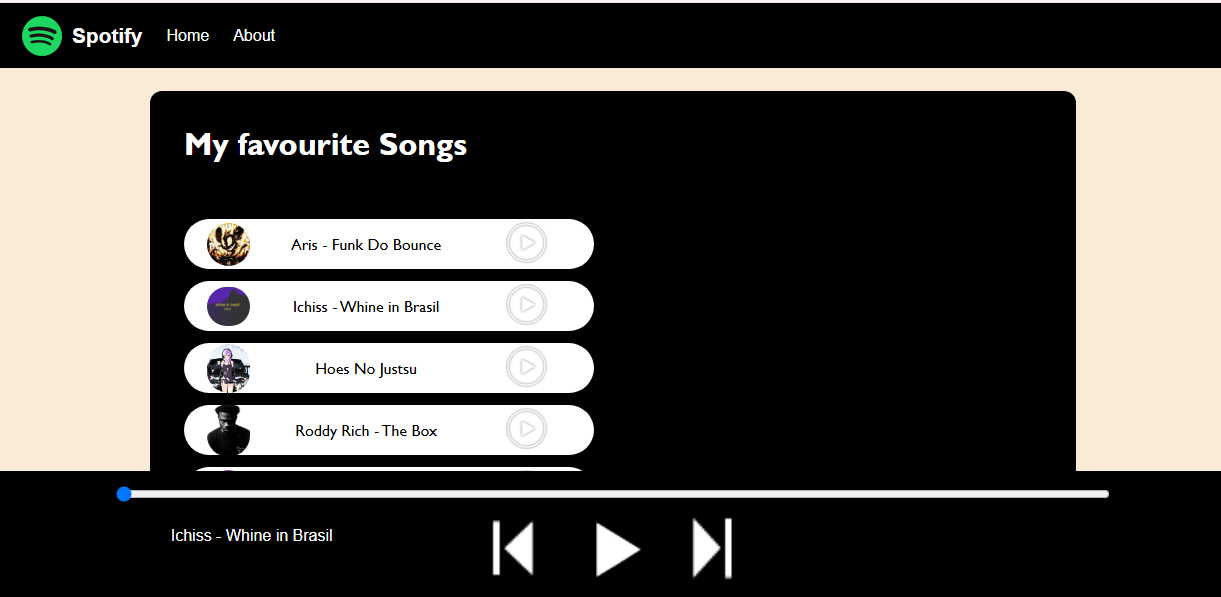 Spotify
Home
About
My favourite Songs
Aris - Funk Do Bounce
Ichiss - Whine in Brasil
Hoes No Justsu
Roddy Rich - The Box
Ichiss - Whine in Brasil